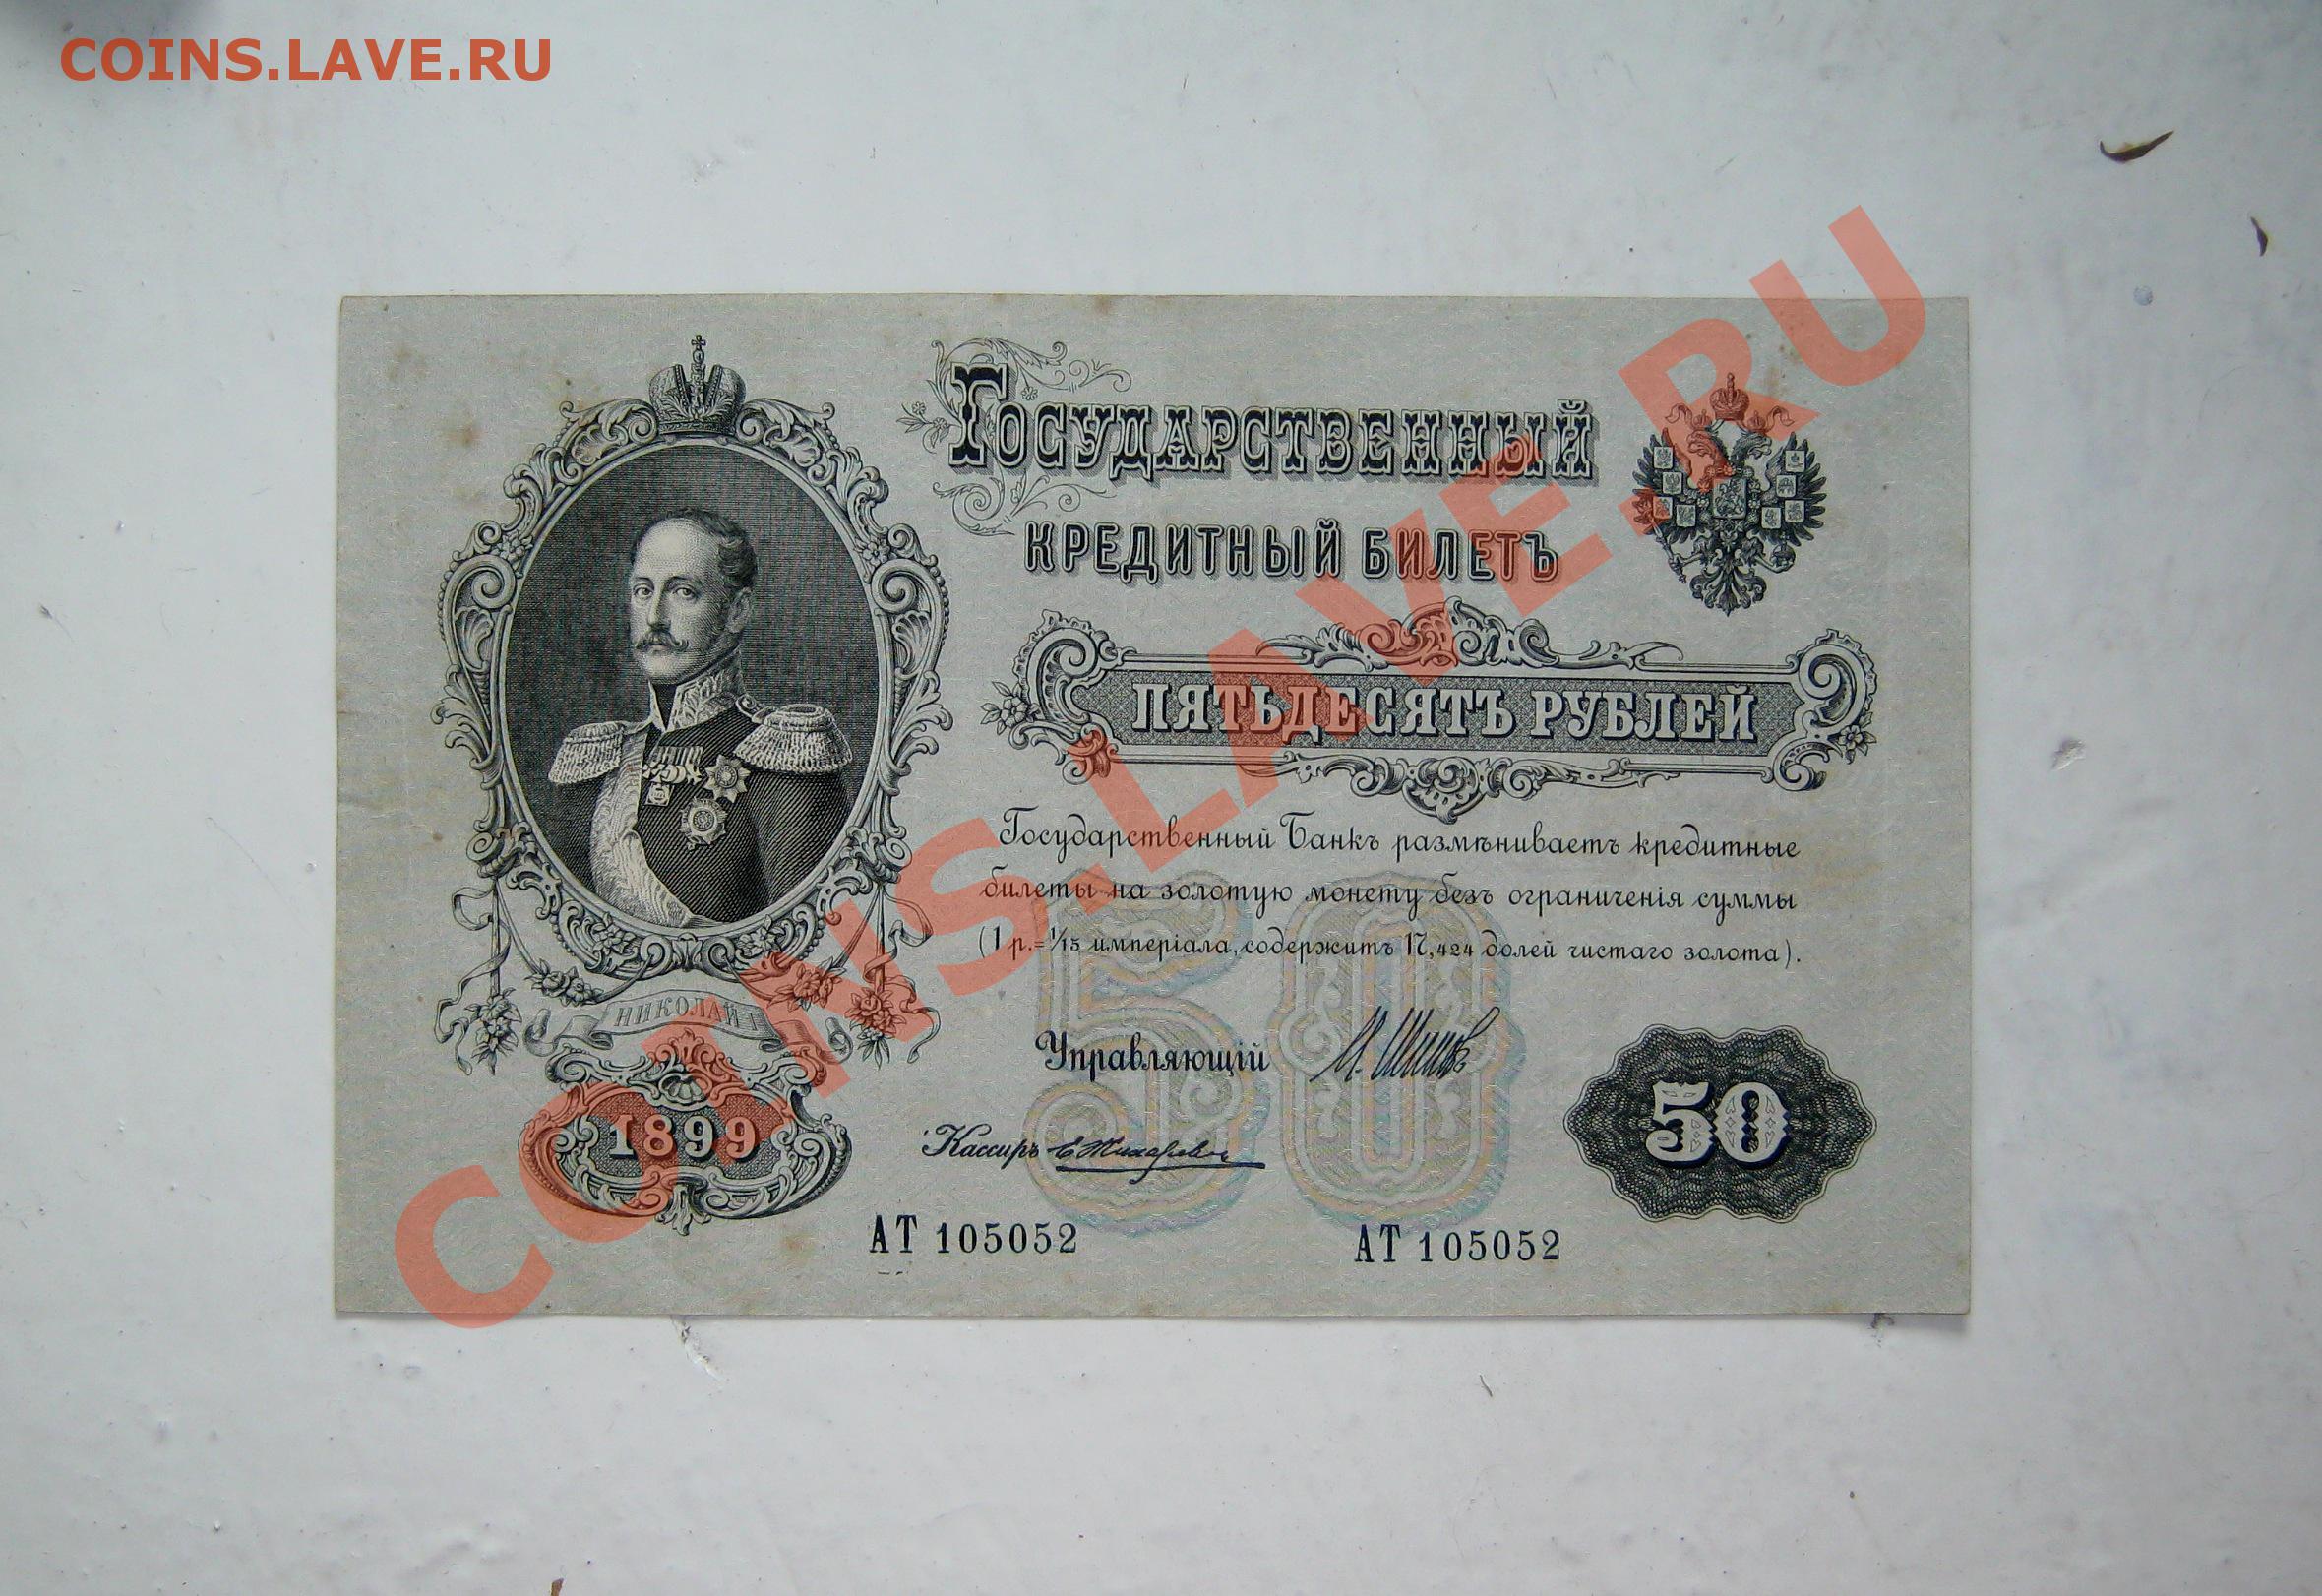 COINS.LAVE.RU
ГОСУДАРСТВЕННЫЙ
КРЕДИТНЫЙ БИЛЕТЪ
ПЯТЬДЕСЯТЪ РУБЛЕЙ
Государственный Банкъ размѣниваетъ кредитные
билеты на золотую монету безъ ограниченія суммы
(1 р.= 1/15 имперіала, содержитъ 17,424 долей чистаго золота).
НИКОЛАЙ I
1899
Управляющій И. Шипов
Кассиръ
50
50
АТ 105052
АТ 105052
COINS.LAVE.RU